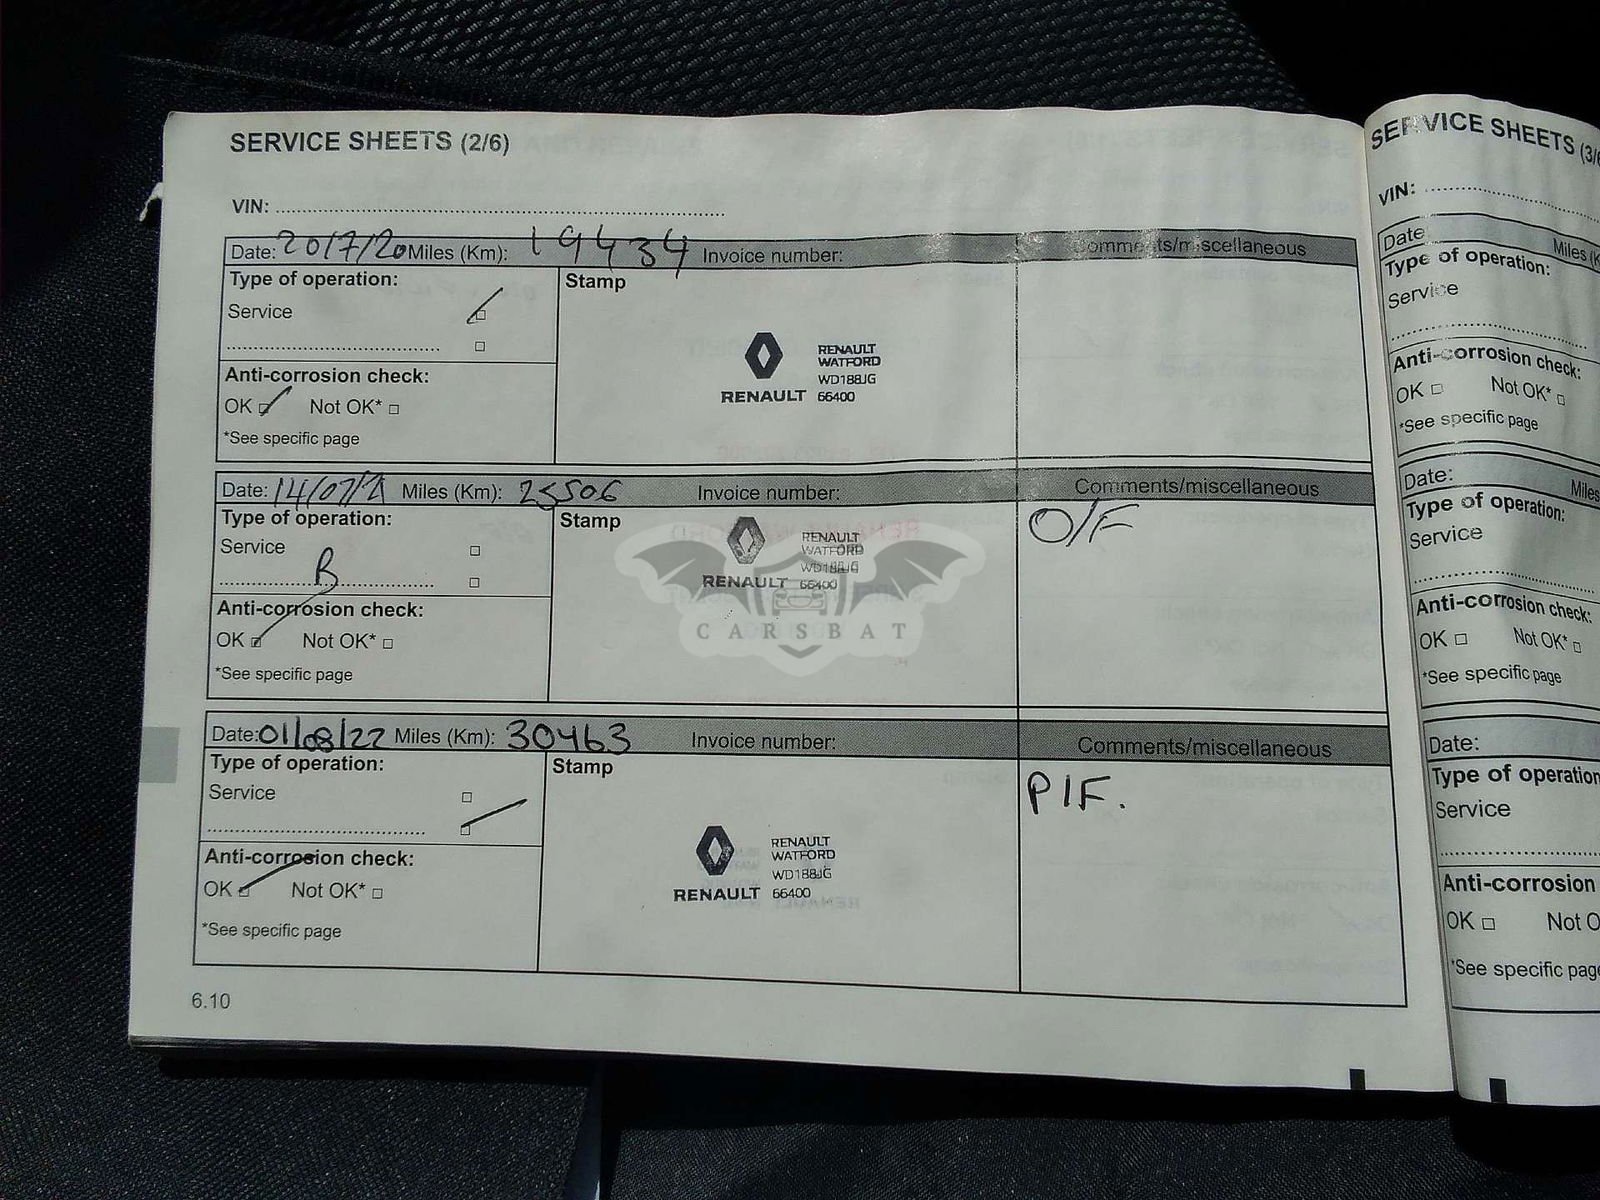 SERVICE SHEETS (2/6)
VIN:
Date: 20/7/20 Miles (Km): 19434 Invoice number: Comments/miscellaneous
Type of operation:
Stamp
Service
RENAULT
WATFORD
WD188JG
RENAULT 66400
Anti-corrosion check:
OK Not OK*
*See specific page
Date: 14/07/21 Miles (Km): 25506 Invoice number: Comments/miscellaneous
Type of operation:
Stamp
O/F
Service
B
RENAULT
WATFORD
WD188JG
RENAULT 66400
CARSBAT
Anti-corrosion check:
OK Not OK*
*See specific page
Date: 01/08/22 Miles (Km): 30463 Invoice number: Comments/miscellaneous
Type of operation:
Stamp
P/F.
Service
RENAULT
WATFORD
WD188JG
RENAULT 66400
Anti-corrosion check:
OK Not OK*
*See specific page
6.10
SERVICE SHEETS (3/6
VIN:
Date Miles (K
Type of operation:
Service
Anti-corrosion check:
OK Not OK*
*See specific page
Date: Miles
Type of operation:
Service
Anti-corrosion check:
OK Not OK*
*See specific page
Date:
Type of operation
Service
Anti-corrosion
OK Not O
*See specific pag